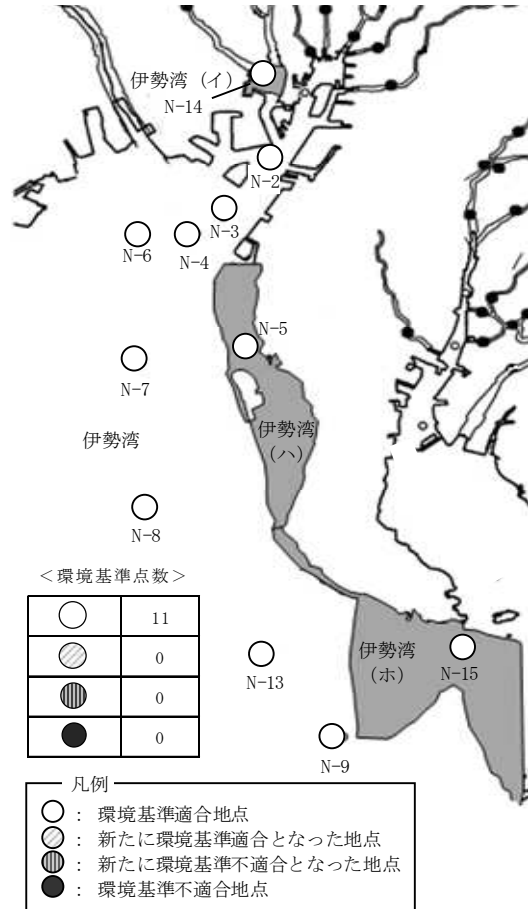 伊勢湾 (イ)
N-14
N-2
N-3
N-6
N-4
N-5
N-7
伊勢湾
伊勢湾
(ハ)
N-8
<環境基準点数>
11
0
0
0
伊勢湾
(ホ)
N-13
N-15
N-9
凡例
: 環境基準適合地点
: 新たに環境基準適合となった地点
: 新たに環境基準不適合となった地点
: 環境基準不適合地点